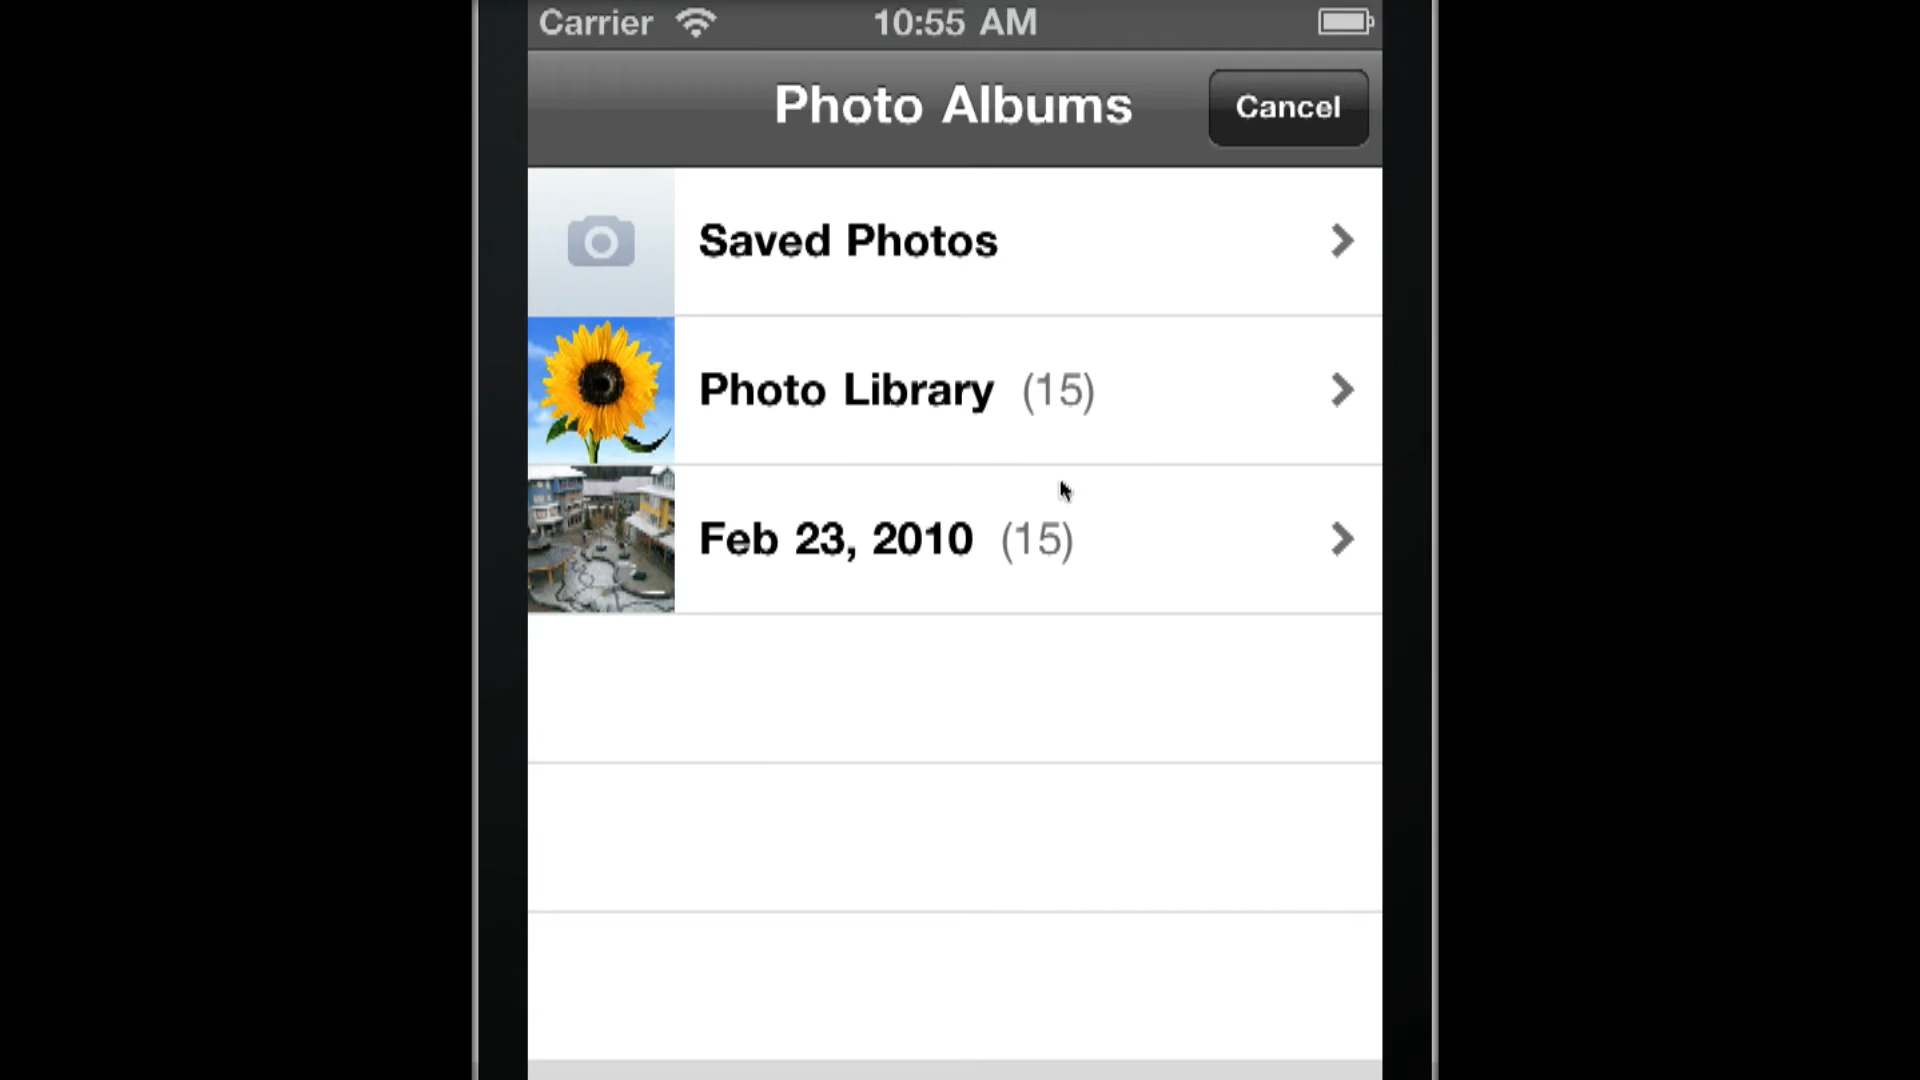 Carrier 10:55 AM
Photo Albums Cancel
Saved Photos
Photo Library (15)
Feb 23, 2010 (15)